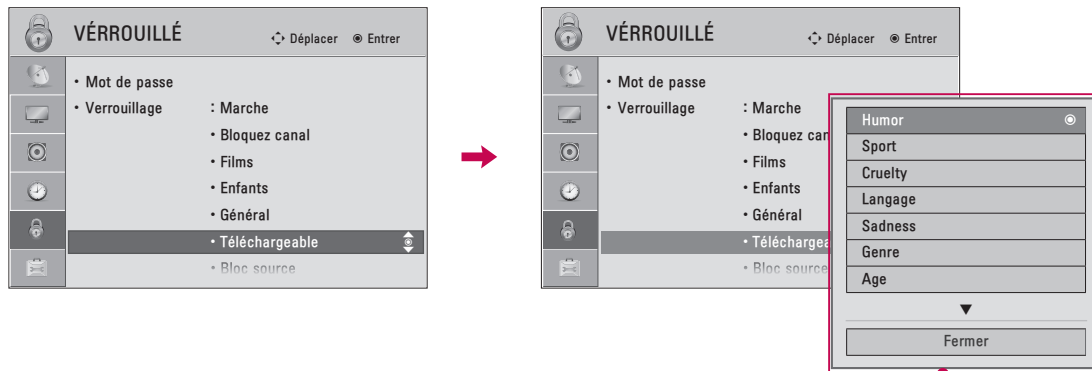 VÉRROUILLÉ
Déplacer
Entrer
• Mot de passe
• Verrouillage : Marche
• Bloquez canal
• Films
• Enfants
• Général
• Téléchargeable
• Bloc source
VÉRROUILLÉ
Déplacer
Entrer
• Mot de passe
• Verrouillage : Marche
• Bloquez can
• Films
• Enfants
• Général
• Téléchargea
• Bloc source
Humor
Sport
Cruelty
Langage
Sadness
Genre
Age
▼
Fermer